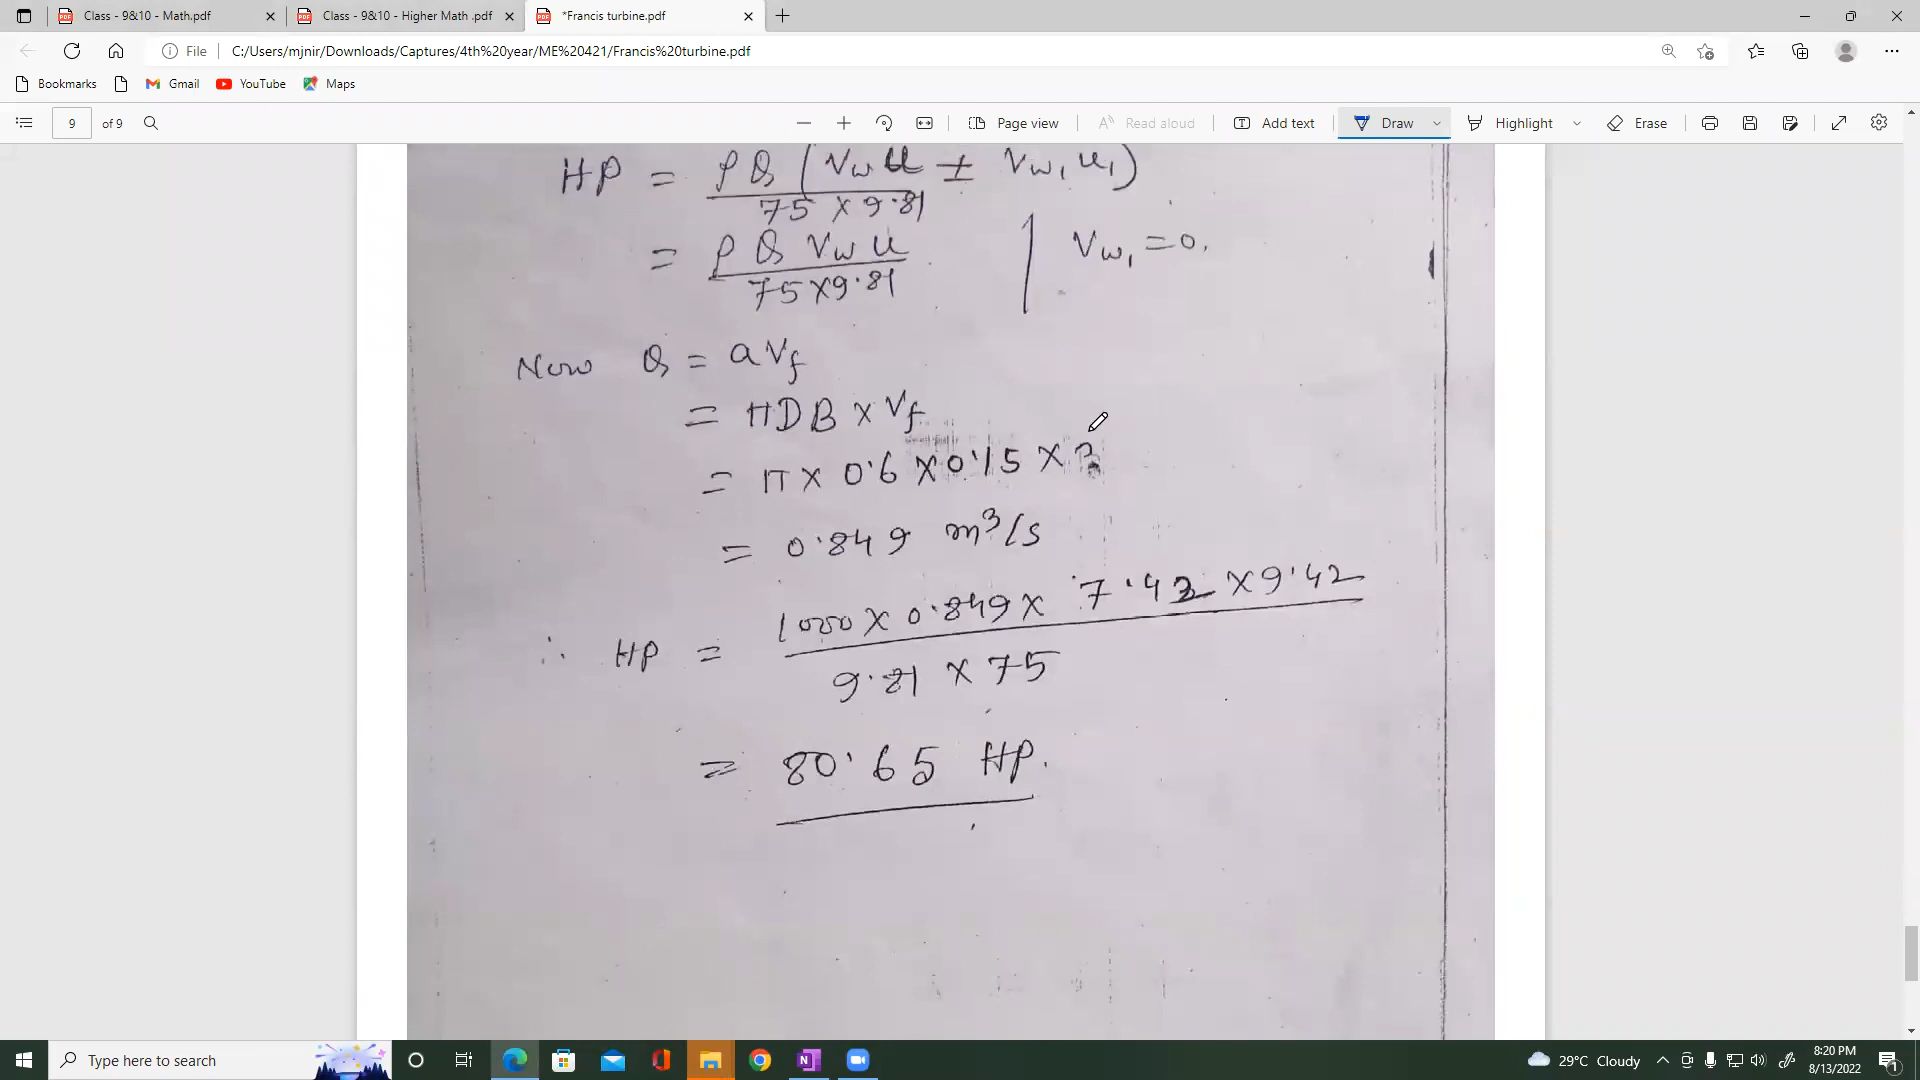 Class - 9&10 - Math.pdf
Class - 9&10 - Higher Math .pdf
*Francis turbine.pdf
File
C:/Users/mjnir/Downloads/Captures/4th%20year/ME%20421/Francis%20turbine.pdf
Bookmarks
Gmail
YouTube
Maps
9 of 9
Page view
Read aloud
Add text
Draw
Highlight
Erase
HP = ρQ (Vw u ± Vw₁ u₁)
75 × 9.81
= ρ Q Vw u
75×9.81
Vw₁ = 0.
Now Q = a Vf
= πDB × Vf
= π × 0.6 × 0.15 × 3
= 0.849 m³/s
∴ HP = 1000 × 0.849 × 7.42 × 9.42
9.81 × 75
= 80.65 HP.
Type here to search
29°C Cloudy
8:20 PM
8/13/2022
1